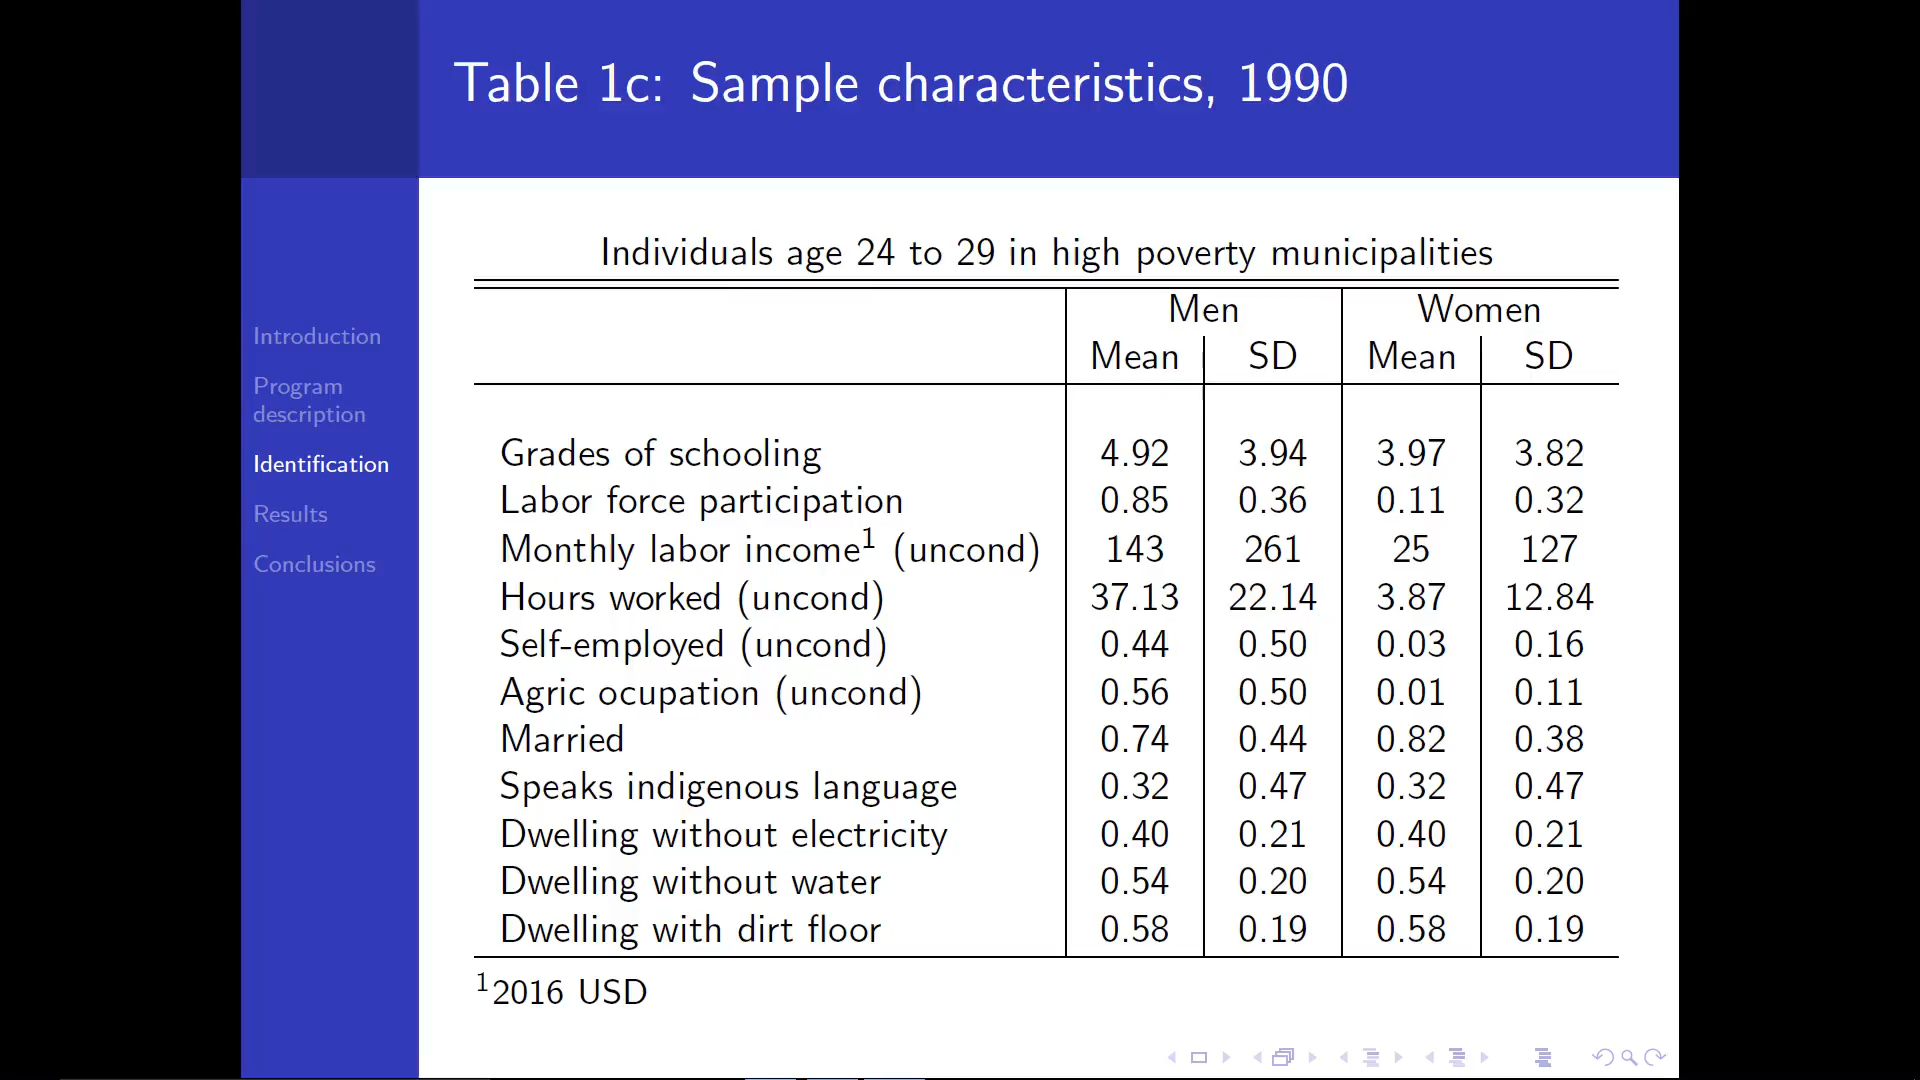 Table 1c: Sample characteristics, 1990
Introduction
Program
description
Identification
Results
Conclusions
Individuals age 24 to 29 in high poverty municipalities
Men Women
Mean SD Mean SD
Grades of schooling 4.92 3.94 3.97 3.82
Labor force participation 0.85 0.36 0.11 0.32
Monthly labor income¹ (uncond) 143 261 25 127
Hours worked (uncond) 37.13 22.14 3.87 12.84
Self-employed (uncond) 0.44 0.50 0.03 0.16
Agric ocupation (uncond) 0.56 0.50 0.01 0.11
Married 0.74 0.44 0.82 0.38
Speaks indigenous language 0.32 0.47 0.32 0.47
Dwelling without electricity 0.40 0.21 0.40 0.21
Dwelling without water 0.54 0.20 0.54 0.20
Dwelling with dirt floor 0.58 0.19 0.58 0.19
¹2016 USD